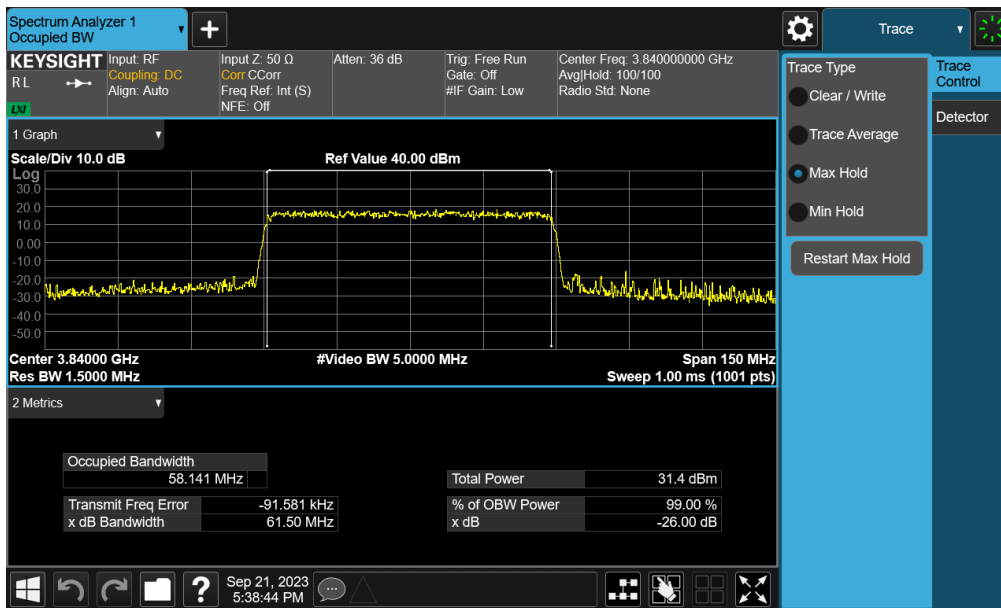 Spectrum Analyzer 1
Occupied BW
Trace
KEYSIGHT
Input: RF
Input Z: 50 Ω
Atten: 36 dB
Trig: Free Run
Center Freq: 3.840000000 GHz
R L
Coupling: DC
Corr CCorr
Gate: Off
Avg|Hold: 100/100
Align: Auto
Freq Ref: Int (S)
#IF Gain: Low
Radio Std: None
NFE: Off
LXI
Trace Type
Clear / Write
Trace Average
Max Hold
Min Hold
Restart Max Hold
Trace
Control
Detector
1 Graph
Scale/Div 10.0 dB
Ref Value 40.00 dBm
Log
30.0
20.0
10.0
0.00
-10.0
-20.0
-30.0
-40.0
-50.0
Center 3.84000 GHz
#Video BW 5.0000 MHz
Span 150 MHz
Res BW 1.5000 MHz
Sweep 1.00 ms (1001 pts)
2 Metrics
Occupied Bandwidth
58.141 MHz
Total Power 31.4 dBm
Transmit Freq Error -91.581 kHz
% of OBW Power 99.00 %
x dB Bandwidth 61.50 MHz
x dB -26.00 dB
?
Sep 21, 2023
5:38:44 PM